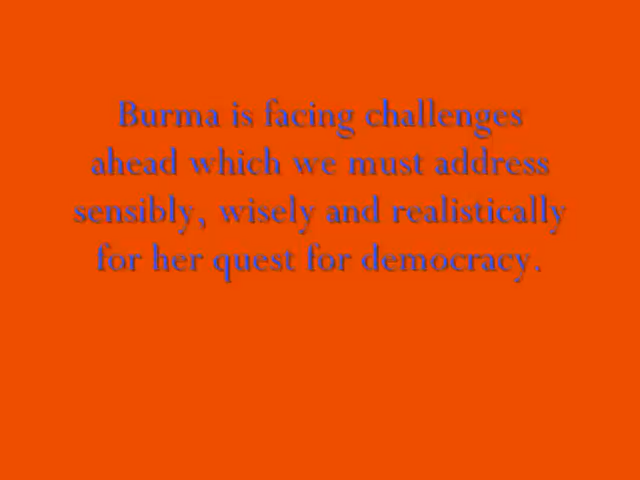 Burma is facing challenges
ahead which we must address
sensibly, wisely and realistically
for her quest for democracy.